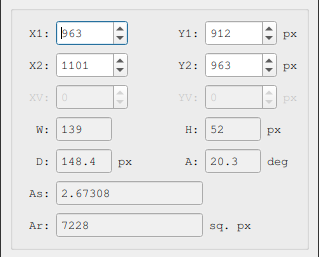 X1: 963 Y1: 912 px
X2: 1101 Y2: 963 px
XV: 0 YV: 0 px
W: 139 H: 52 px
D: 148.4 px A: 20.3 deg
As: 2.67308
Ar: 7228 sq. px